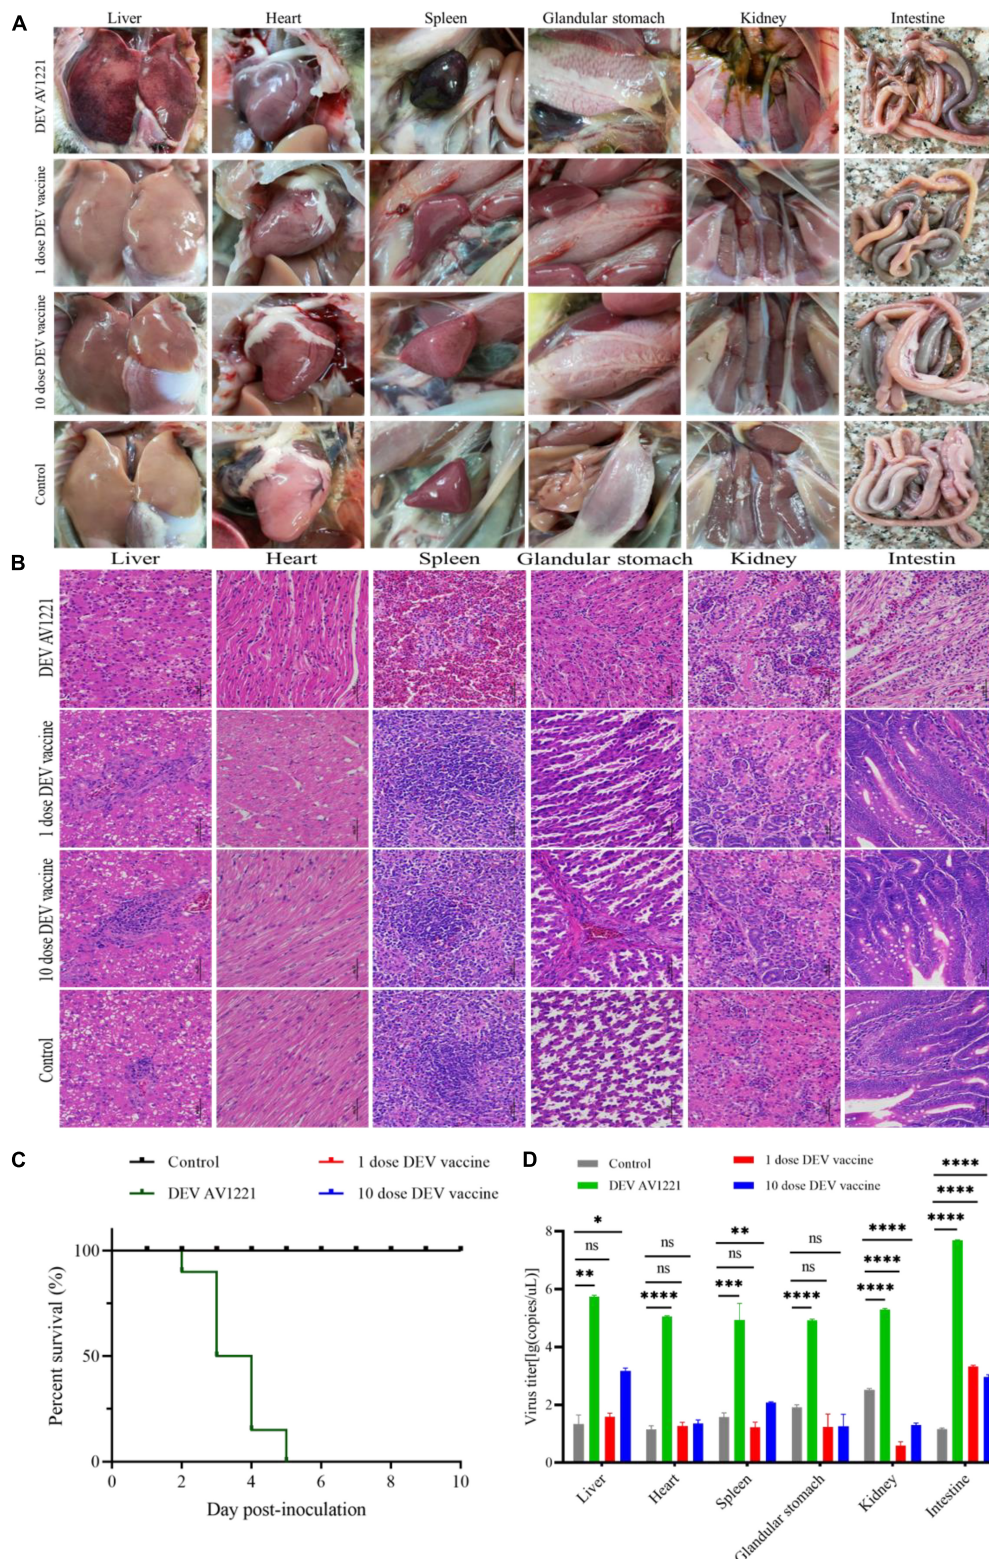 A
Liver Heart Spleen Glandular stomach Kidney Intestine
DEV AV1221
1 dose DEV vaccine
10 dose DEV vaccine
Control
B
Liver Heart Spleen Glandular stomach Kidney Intestin
DEV AV1221
1 dose DEV vaccine
10 dose DEV vaccine
Control
C
Control 1 dose DEV vaccine
DEV AV1221 10 dose DEV vaccine
Percent survival (%)
100
50
0
0 2 4 6 8 10
Day post-inoculation
D
Control 1 dose DEV vaccine
DEV AV1221 10 dose DEV vaccine
Virus titer[lg(copies/uL)]
8
6
4
2
0
* ns **
ns ns ****
** ns ***
ns ns ****
**** **** ****
**** **** ****
Liver Heart Spleen Glandular stomach Kidney Intestine